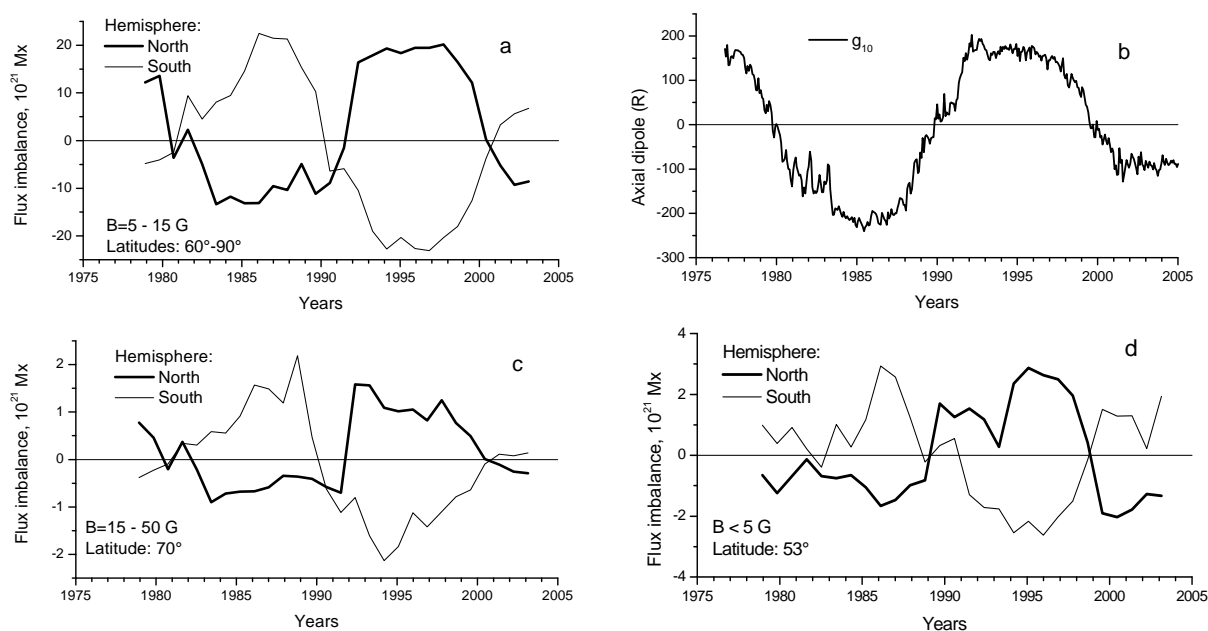 Hemisphere:
North
South
a
Flux imbalance, 10²¹ Mx
20
10
0
-10
-20
B=5 - 15 G
Latitudes: 60°-90°
1975 1980 1985 1990 1995 2000 2005
Years
g₁₀
b
Axial dipole (R)
200
100
0
-100
-200
-300
1975 1980 1985 1990 1995 2000 2005
Years
Hemisphere:
North
South
c
Flux imbalance, 10²¹ Mx
2
1
0
-1
-2
B=15 - 50 G
Latitude: 70°
1975 1980 1985 1990 1995 2000 2005
Years
Hemisphere:
North
South
d
Flux imbalance, 10²¹ Mx
4
2
0
-2
-4
B < 5 G
Latitude: 53°
1975 1980 1985 1990 1995 2000 2005
Years